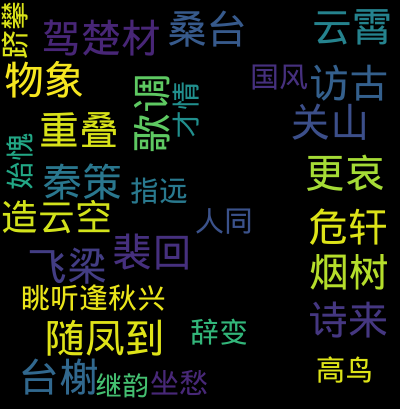 跻攀
驾楚材
桑台
云霄
物象
国风
访古
歌调
才情
重叠
关山
始愧
秦策
指远
更哀
造云空
人同
危轩
飞梁
裴回
烟树
眺听逢秋兴
随凤到
辞变
诗来
台榭
继韵
坐愁
高鸟